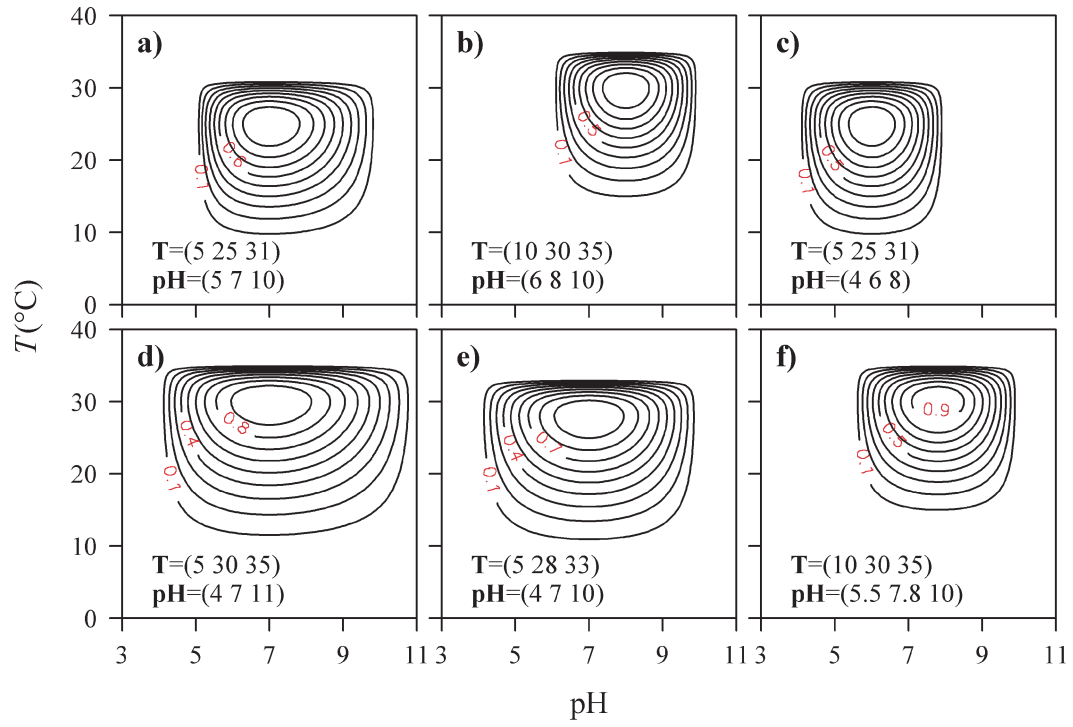 40
30
20
10
0
T(°C)
a)
0.6
0.1
T=(5 25 31)
pH=(5 7 10)
b)
0.5
0.1
T=(10 30 35)
pH=(6 8 10)
c)
0.5
0.1
T=(5 25 31)
pH=(4 6 8)
40
30
20
10
0
d)
0.8
0.4
0.1
T=(5 30 35)
pH=(4 7 11)
e)
0.7
0.4
0.1
T=(5 28 33)
pH=(4 7 10)
f)
0.9
0.5
0.1
T=(10 30 35)
pH=(5.5 7.8 10)
3 5 7 9 11 3 5 7 9 11 3 5 7 9 11
pH